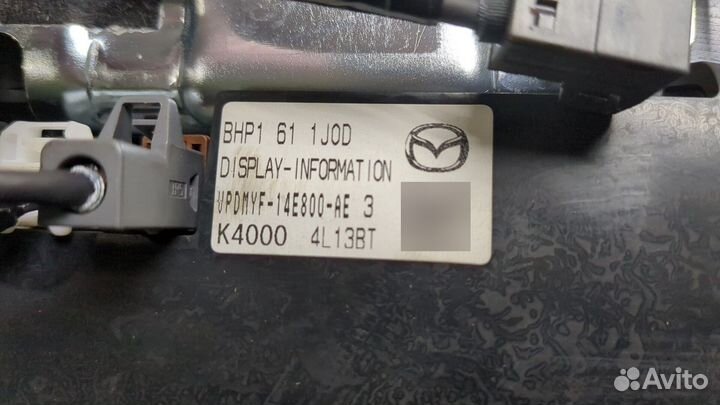 BHP1 61 1J0D
DISPLAY-INFORMATION
VPDMYF-14E800-AE 3
K4000 4L13BT
Avito